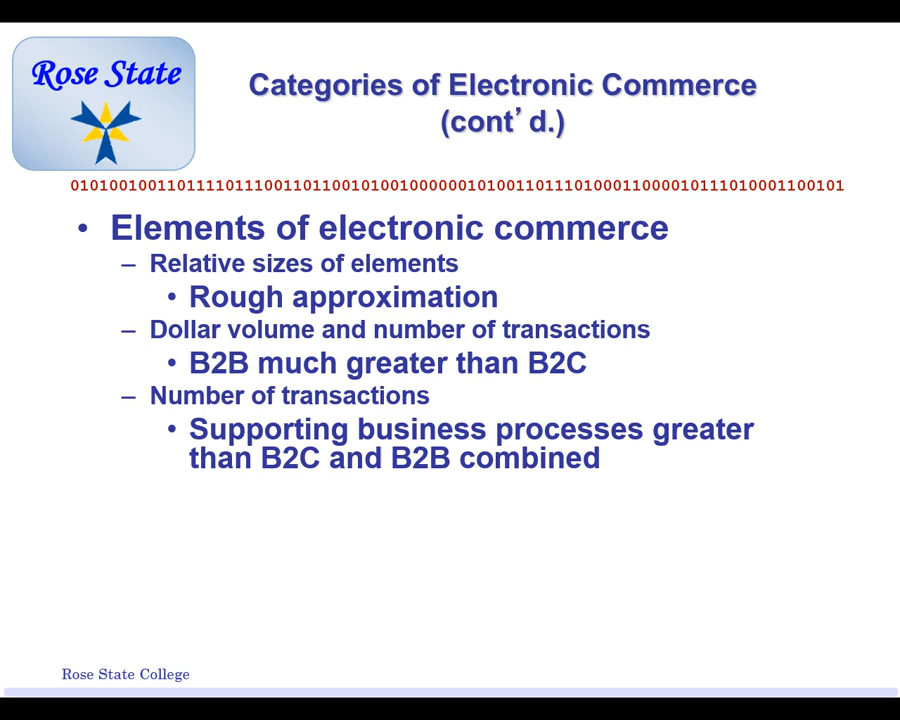 Rose State
Categories of Electronic Commerce
(cont’d.)
01010010011011110111001101100101001000000101001101110100011000010111010001100101
• Elements of electronic commerce
– Relative sizes of elements
• Rough approximation
– Dollar volume and number of transactions
• B2B much greater than B2C
– Number of transactions
• Supporting business processes greater
than B2C and B2B combined
Rose State College